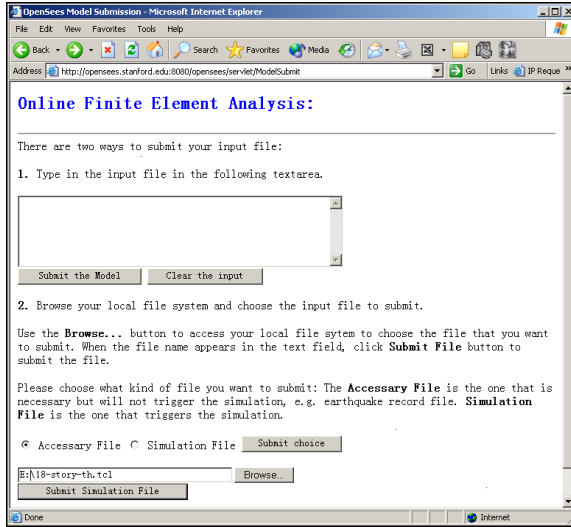 OpenSees Model Submission - Microsoft Internet Explorer
File Edit View Favorites Tools Help
Back Search Favorites Media
Address http://opensees.stanford.edu:8080/opensees/servlet/ModelSubmit Go Links IP Reque »
Online Finite Element Analysis:
There are two ways to submit your input file:
1. Type in the input file in the following textarea.
Submit the Model Clear the input
2. Browse your local file system and choose the input file to submit.
Use the Browse... button to access your local file sytem to choose the file that you want
to submit. When the file name appears in the text field, click Submit File button to
submit the file.
Please choose what kind of file you want to submit: The Accessary File is the one that is
necessary but will not trigger the simulation, e.g. earthquake record file. Simulation
File is the one that triggers the simulation.
Accessary File Simulation File Submit choice
E:\18-story-th.tcl Browse...
Submit Simulation File
Done Internet